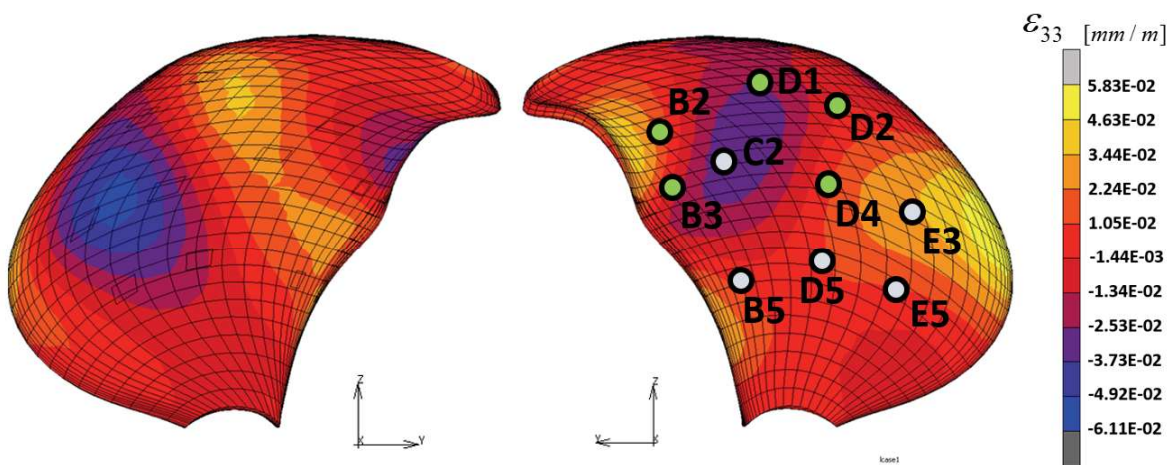 ε33 [mm / m]
5.83E-02
4.63E-02
3.44E-02
2.24E-02
1.05E-02
-1.44E-03
-1.34E-02
-2.53E-02
-3.73E-02
-4.92E-02
-6.11E-02
D1
B2
D2
C2
B3
D4
E3
D5
B5
E5
Z
X
Y
Z
Y
X
lcase1